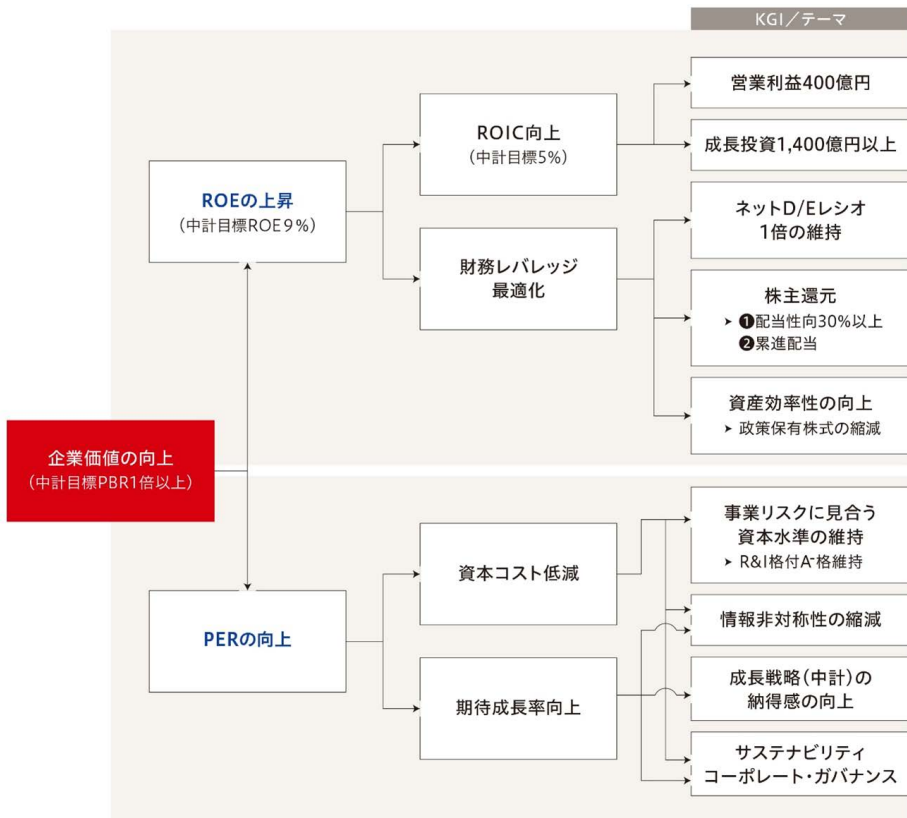 KGI／テーマ
企業価値の向上
（中計目標PBR1倍以上）
ROEの上昇
（中計目標ROE9％）
ROIC向上
（中計目標5％）
営業利益400億円
成長投資1,400億円以上
財務レバレッジ
最適化
ネットD/Eレシオ
1倍の維持
株主還元
➤ ❶配当性向30％以上
❷累進配当
資産効率性の向上
➤ 政策保有株式の縮減
PERの向上
資本コスト低減
事業リスクに見合う
資本水準の維持
➤ R&I格付A⁻格維持
情報非対称性の縮減
期待成長率向上
成長戦略（中計）の
納得感の向上
サステナビリティ
コーポレート・ガバナンス